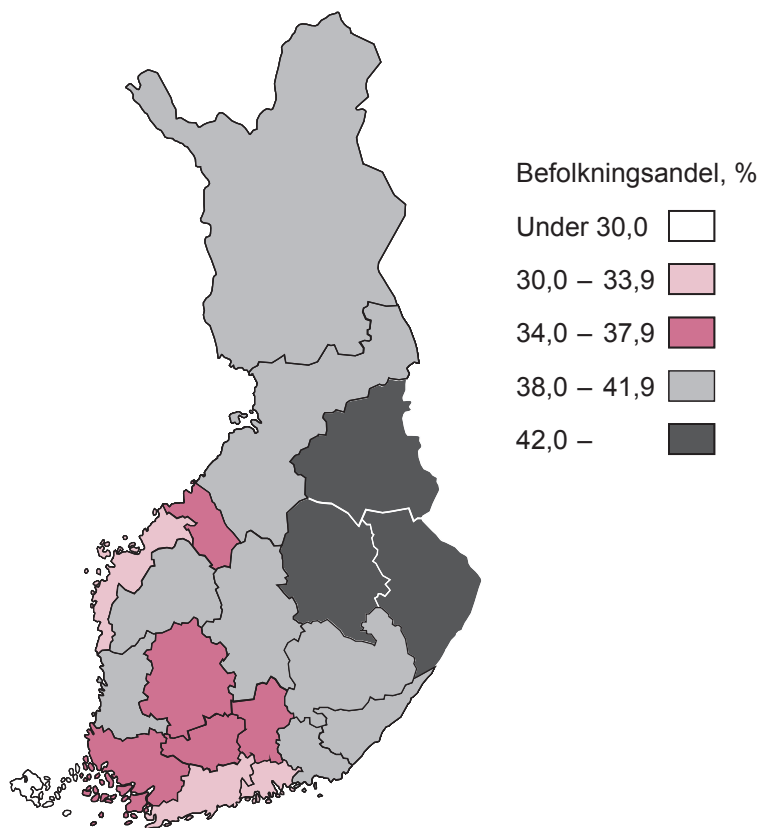 Befolkningsandel, %
Under 30,0
30,0 – 33,9
34,0 – 37,9
38,0 – 41,9
42,0 –